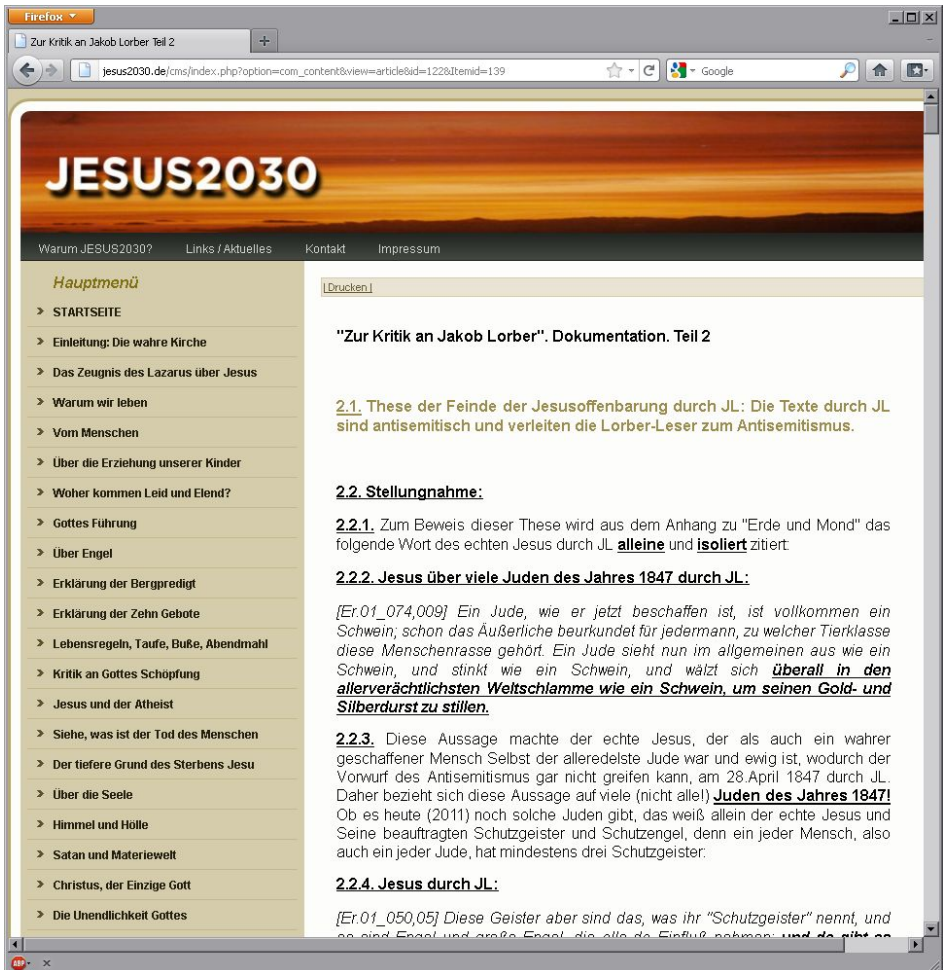 Firefox
Zur Kritik an Jakob Lorber Teil 2
jesus2030.de/cms/index.php?option=com_content&view=article&id=122&Itemid=139
Google
JESUS2030
Warum JESUS2030? Links / Aktuelles Kontakt Impressum
Hauptmenü
STARTSEITE
Einleitung: Die wahre Kirche
Das Zeugnis des Lazarus über Jesus
Warum wir leben
Vom Menschen
Über die Erziehung unserer Kinder
Woher kommen Leid und Elend?
Gottes Führung
Über Engel
Erklärung der Bergpredigt
Erklärung der Zehn Gebote
Lebensregeln, Taufe, Buße, Abendmahl
Kritik an Gottes Schöpfung
Jesus und der Atheist
Siehe, was ist der Tod des Menschen
Der tiefere Grund des Sterbens Jesu
Über die Seele
Himmel und Hölle
Satan und Materiewelt
Christus, der Einzige Gott
Die Unendlichkeit Gottes
| Drucken |
"Zur Kritik an Jakob Lorber". Dokumentation. Teil 2
2.1. These der Feinde der Jesusoffenbarung durch JL: Die Texte durch JL
sind antisemitisch und verleiten die Lorber-Leser zum Antisemitismus.
2.2. Stellungnahme:
2.2.1. Zum Beweis dieser These wird aus dem Anhang zu "Erde und Mond" das
folgende Wort des echten Jesus durch JL alleine und isoliert zitiert:
2.2.2. Jesus über viele Juden des Jahres 1847 durch JL:
[Er.01_074,009] Ein Jude, wie er jetzt beschaffen ist, ist vollkommen ein
Schwein; schon das Äußerliche beurkundet für jedermann, zu welcher Tierklasse
diese Menschenrasse gehört. Ein Jude sieht nun im allgemeinen aus wie ein
Schwein, und stinkt wie ein Schwein, und wälzt sich überall in den
allerverächtlichsten Weltschlamme wie ein Schwein, um seinen Gold- und
Silberdurst zu stillen.
2.2.3. Diese Aussage machte der echte Jesus, der als auch ein wahrer
geschaffener Mensch Selbst der alleredelste Jude war und ewig ist, wodurch der
Vorwurf des Antisemitismus gar nicht greifen kann, am 28.April 1847 durch JL.
Daher bezieht sich diese Aussage auf viele (nicht alle!) Juden des Jahres 1847!
Ob es heute (2011) noch solche Juden gibt, das weiß allein der echte Jesus und
Seine beauftragten Schutzgeister und Schutzengel, denn ein jeder Mensch, also
auch ein jeder Jude, hat mindestens drei Schutzgeister:
2.2.4. Jesus durch JL:
[Er.01_050,05] Diese Geister aber sind das, was ihr "Schutzgeister" nennt, und
es sind Engel und große Engel, die alle da Einfluß nehmen; und da gibt es
ABP